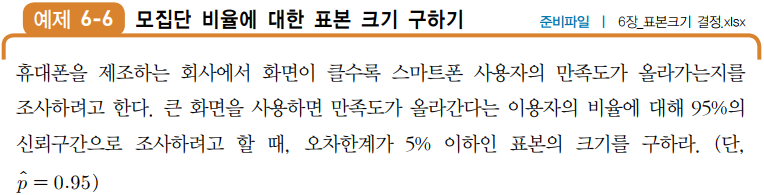 예제 6-6 모집단 비율에 대한 표본 크기 구하기 준비파일 | 6장_표본크기 결정.xlsx
휴대폰을 제조하는 회사에서 화면이 클수록 스마트폰 사용자의 만족도가 올라가는지를
조사하려고 한다. 큰 화면을 사용하면 만족도가 올라간다는 이용자의 비율에 대해 95%의
신뢰구간으로 조사하려고 할 때, 오차한계가 5% 이하인 표본의 크기를 구하라. (단,
p̂ = 0.95)